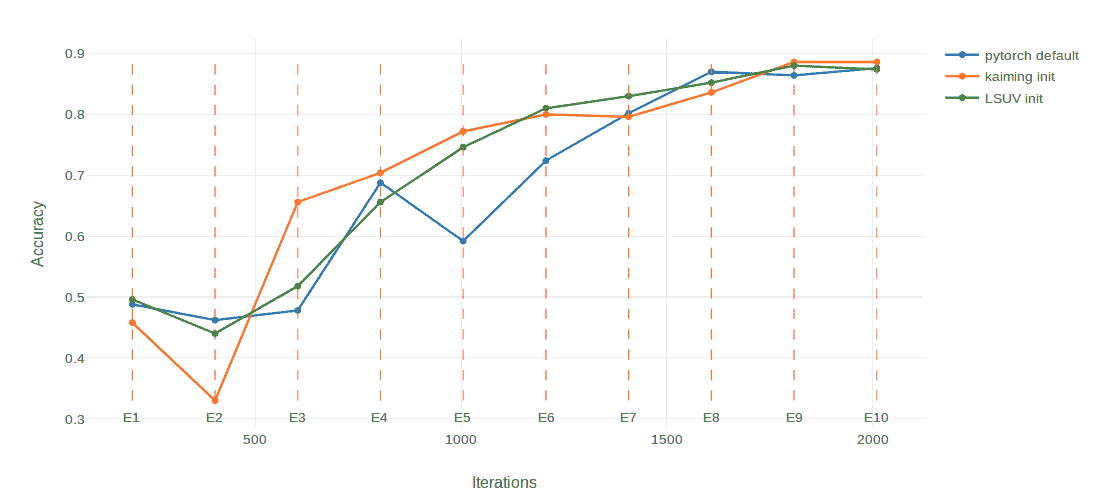 pytorch default
kaiming init
LSUV init
0.9
0.8
0.7
0.6
0.5
0.4
0.3
Accuracy
E1 E2 E3 E4 E5 E6 E7 E8 E9 E10
500 1000 1500 2000
Iterations